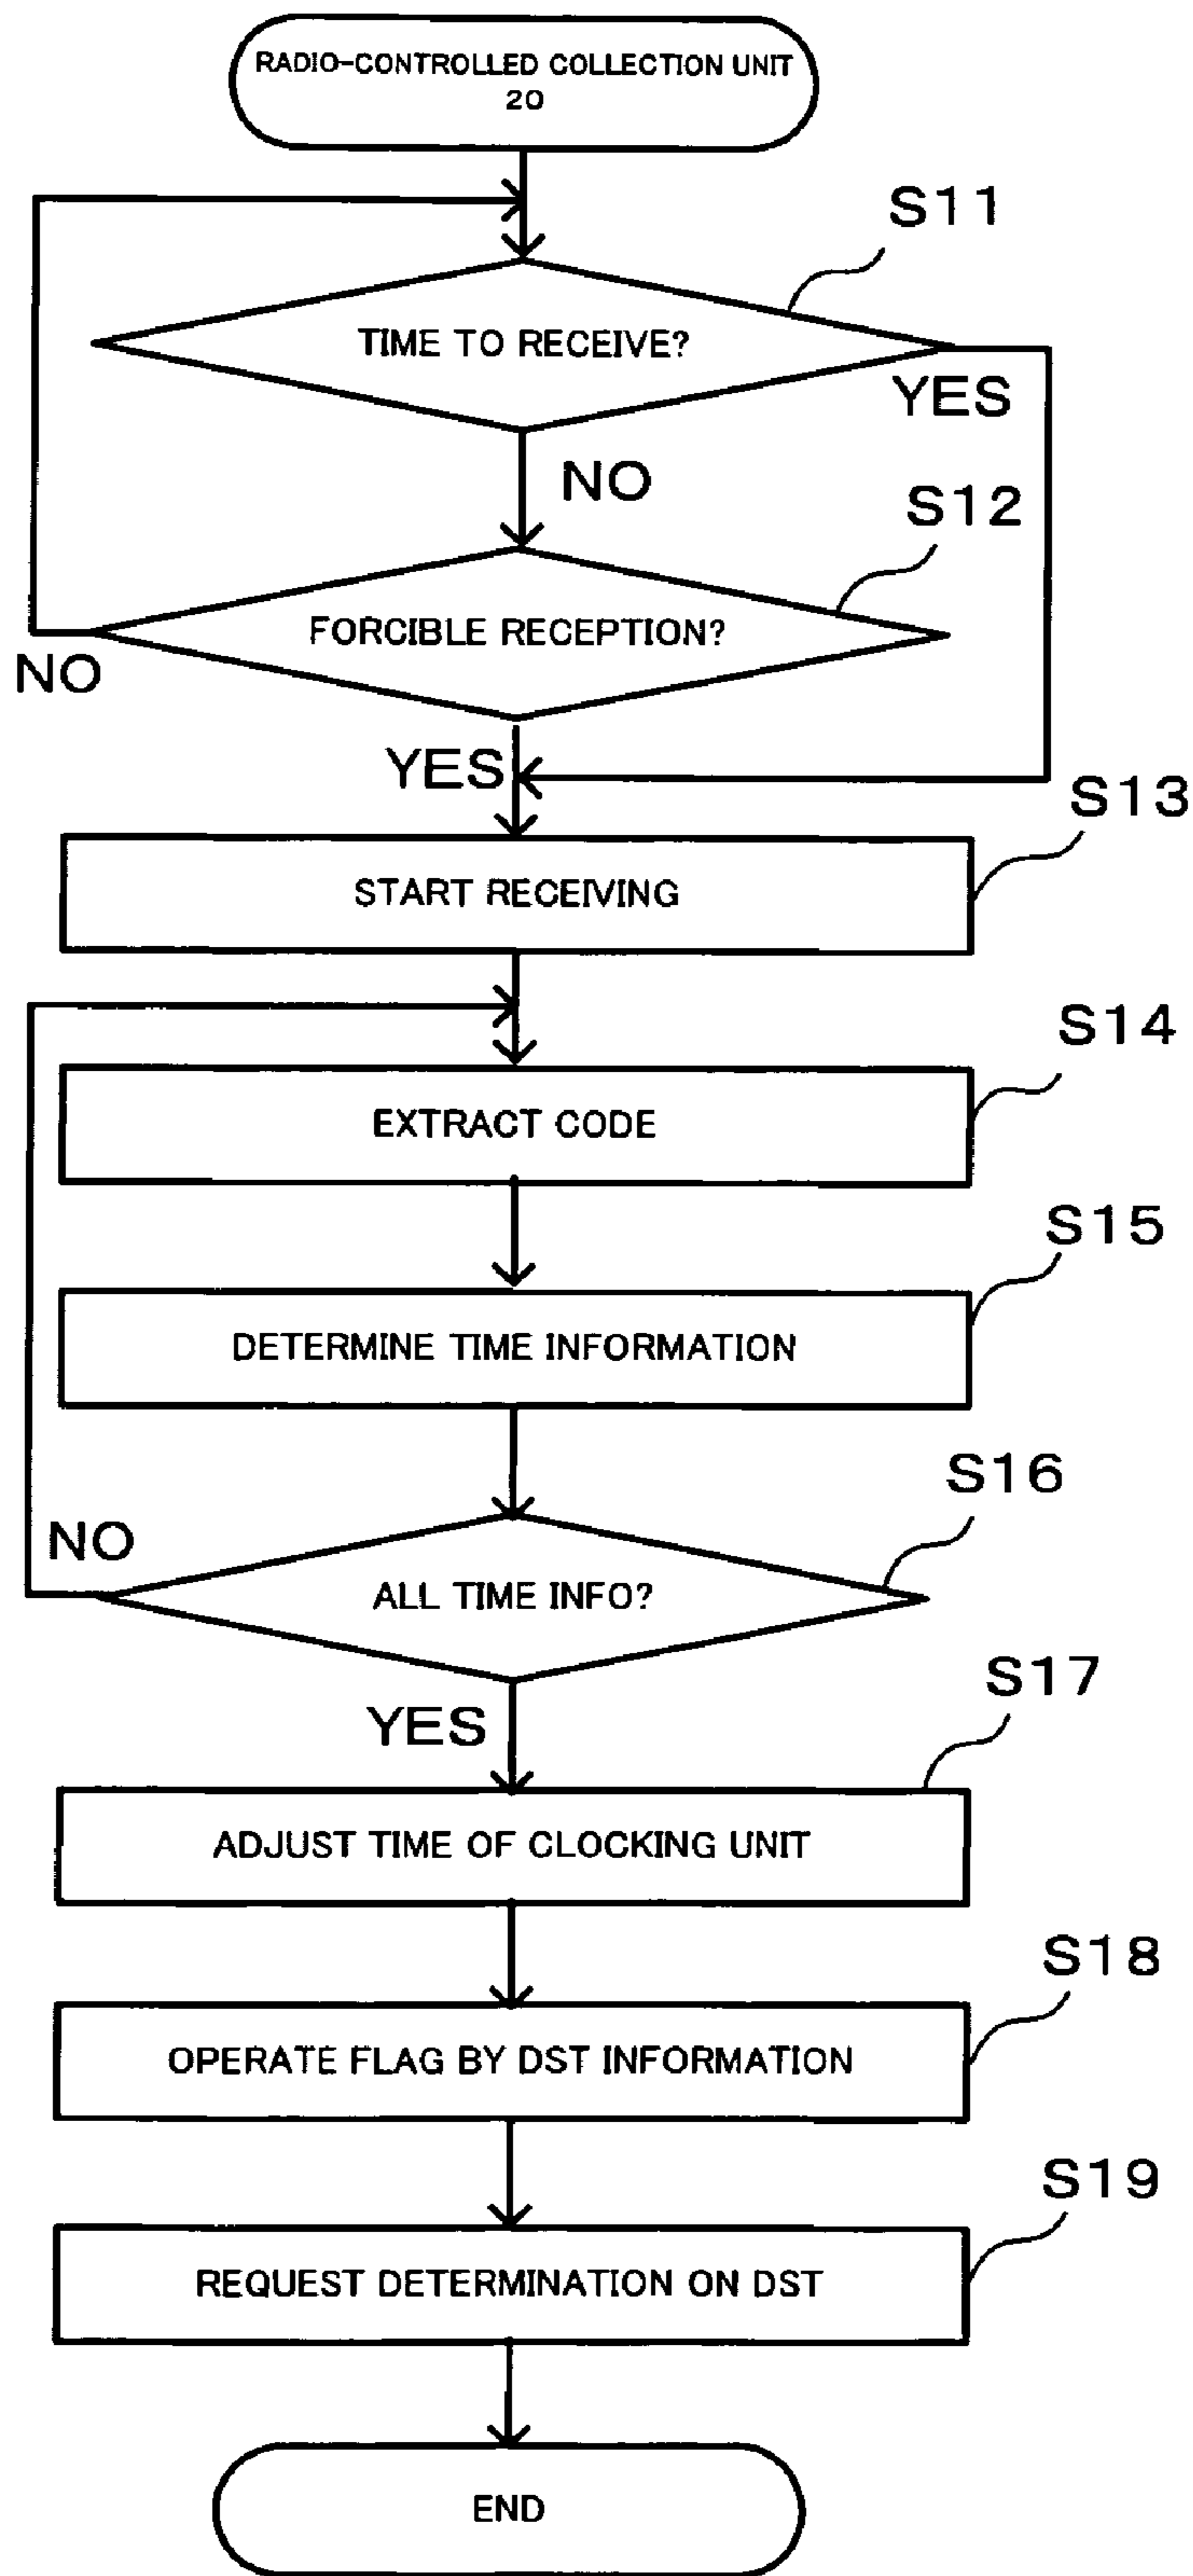 RADIO-CONTROLLED COLLECTION UNIT
20
S11
TIME TO RECEIVE?
YES
NO
S12
FORCIBLE RECEPTION?
NO
YES
S13
START RECEIVING
S14
EXTRACT CODE
S15
DETERMINE TIME INFORMATION
S16
NO
ALL TIME INFO?
S17
YES
ADJUST TIME OF CLOCKING UNIT
S18
OPERATE FLAG BY DST INFORMATION
S19
REQUEST DETERMINATION ON DST
END